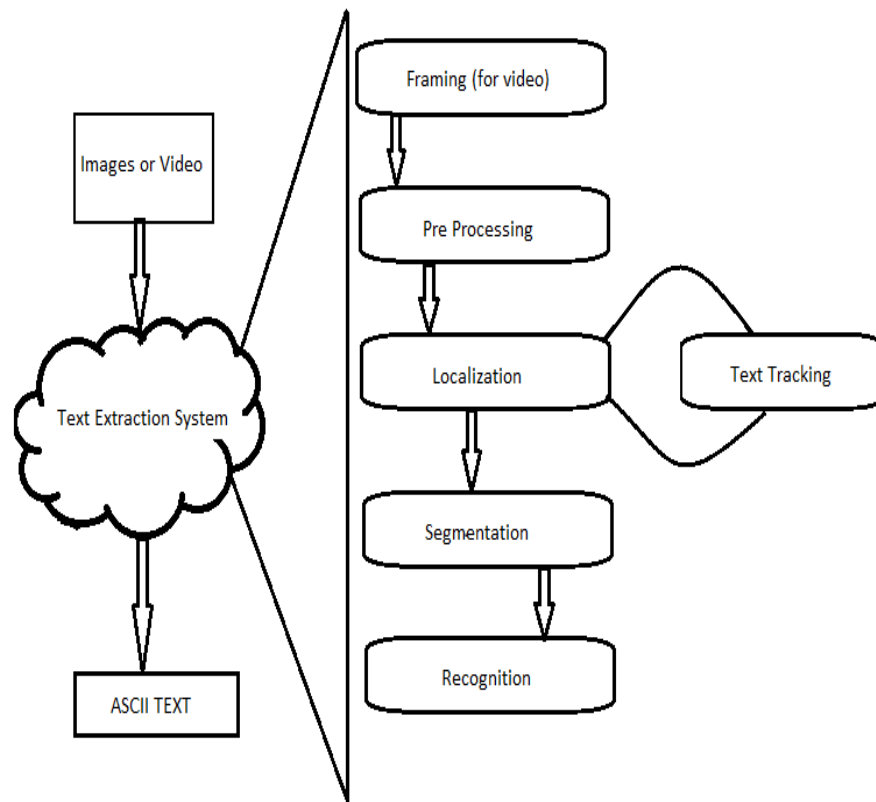 Images or Video
Text Extraction System
ASCII TEXT
Framing (for video)
Pre Processing
Localization
Text Tracking
Segmentation
Recognition